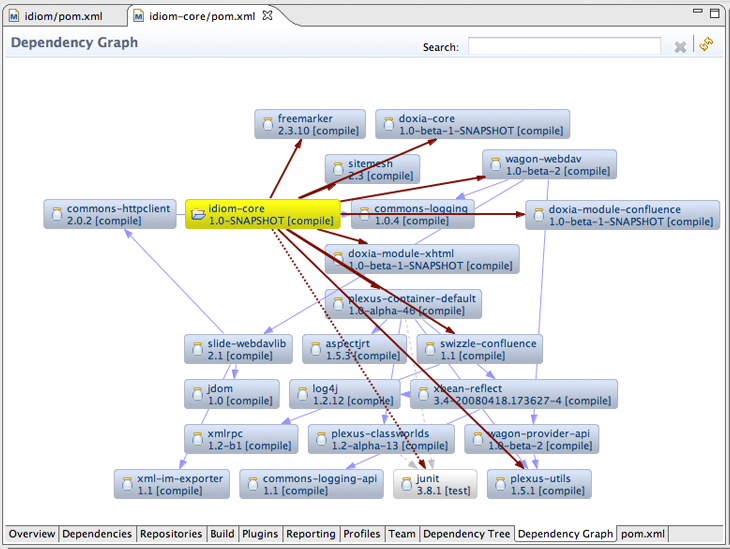 idiom/pom.xml
idiom-core/pom.xml
Dependency Graph
Search:
freemarker
2.3.10 [compile]
doxia-core
1.0-beta-1-SNAPSHOT [compile]
sitemesh
2.3 [compile]
wagon-webdav
1.0-beta-2 [compile]
commons-httpclient
2.0.2 [compile]
idiom-core
1.0-SNAPSHOT [compile]
commons-logging
1.0.4 [compile]
doxia-module-confluence
1.0-beta-1-SNAPSHOT [compile]
doxia-module-xhtml
1.0-beta-1-SNAPSHOT [compile]
plexus-container-default
1.0-alpha-46 [compile]
slide-webdavlib
2.1 [compile]
aspectjrt
1.5.3 [compile]
swizzle-confluence
1.1 [compile]
jdom
1.0 [compile]
log4j
1.2.12 [compile]
xbean-reflect
3.4-20080418.173627-4 [compile]
xmlrpc
1.2-b1 [compile]
plexus-classworlds
1.2-alpha-13 [compile]
wagon-provider-api
1.0-beta-2 [compile]
xml-im-exporter
1.1 [compile]
commons-logging-api
1.1 [compile]
junit
3.8.1 [test]
plexus-utils
1.5.1 [compile]
Overview
Dependencies
Repositories
Build
Plugins
Reporting
Profiles
Team
Dependency Tree
Dependency Graph
pom.xml